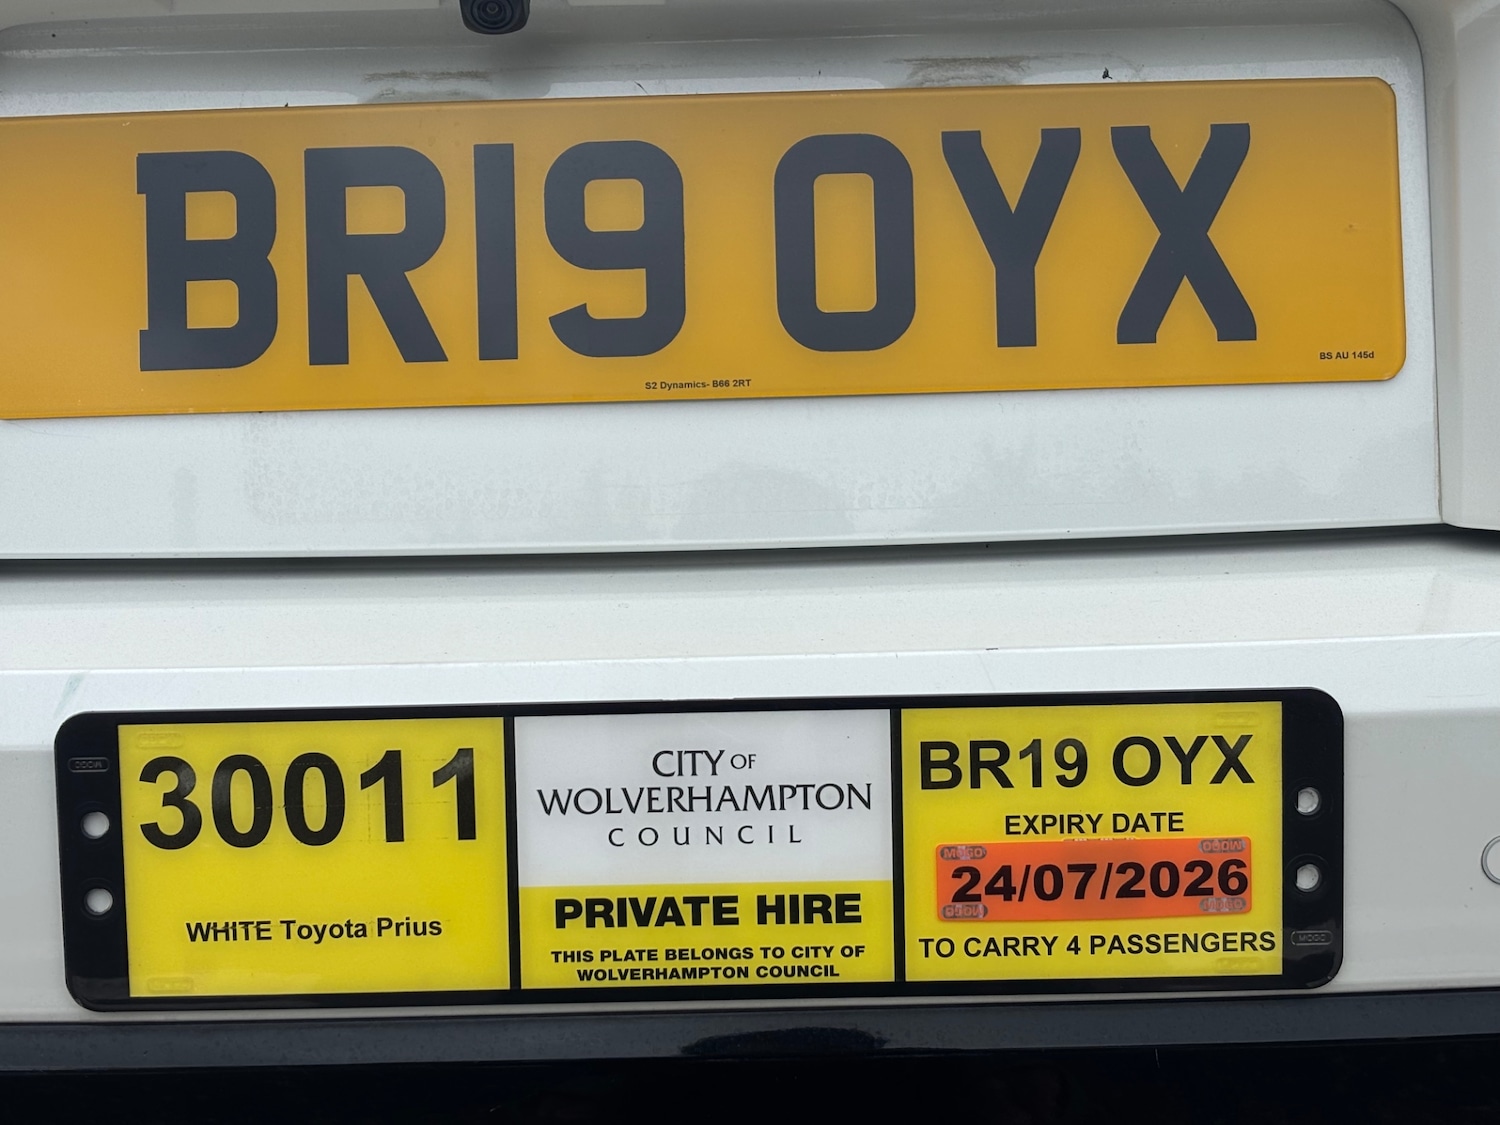 BR19 OYX
S2 Dynamics- B66 2RT
BS AU 145d
30011
WHITE Toyota Prius
CITY OF
WOLVERHAMPTON
COUNCIL
PRIVATE HIRE
THIS PLATE BELONGS TO CITY OF
WOLVERHAMPTON COUNCIL
BR19 OYX
EXPIRY DATE
24/07/2026
TO CARRY 4 PASSENGERS